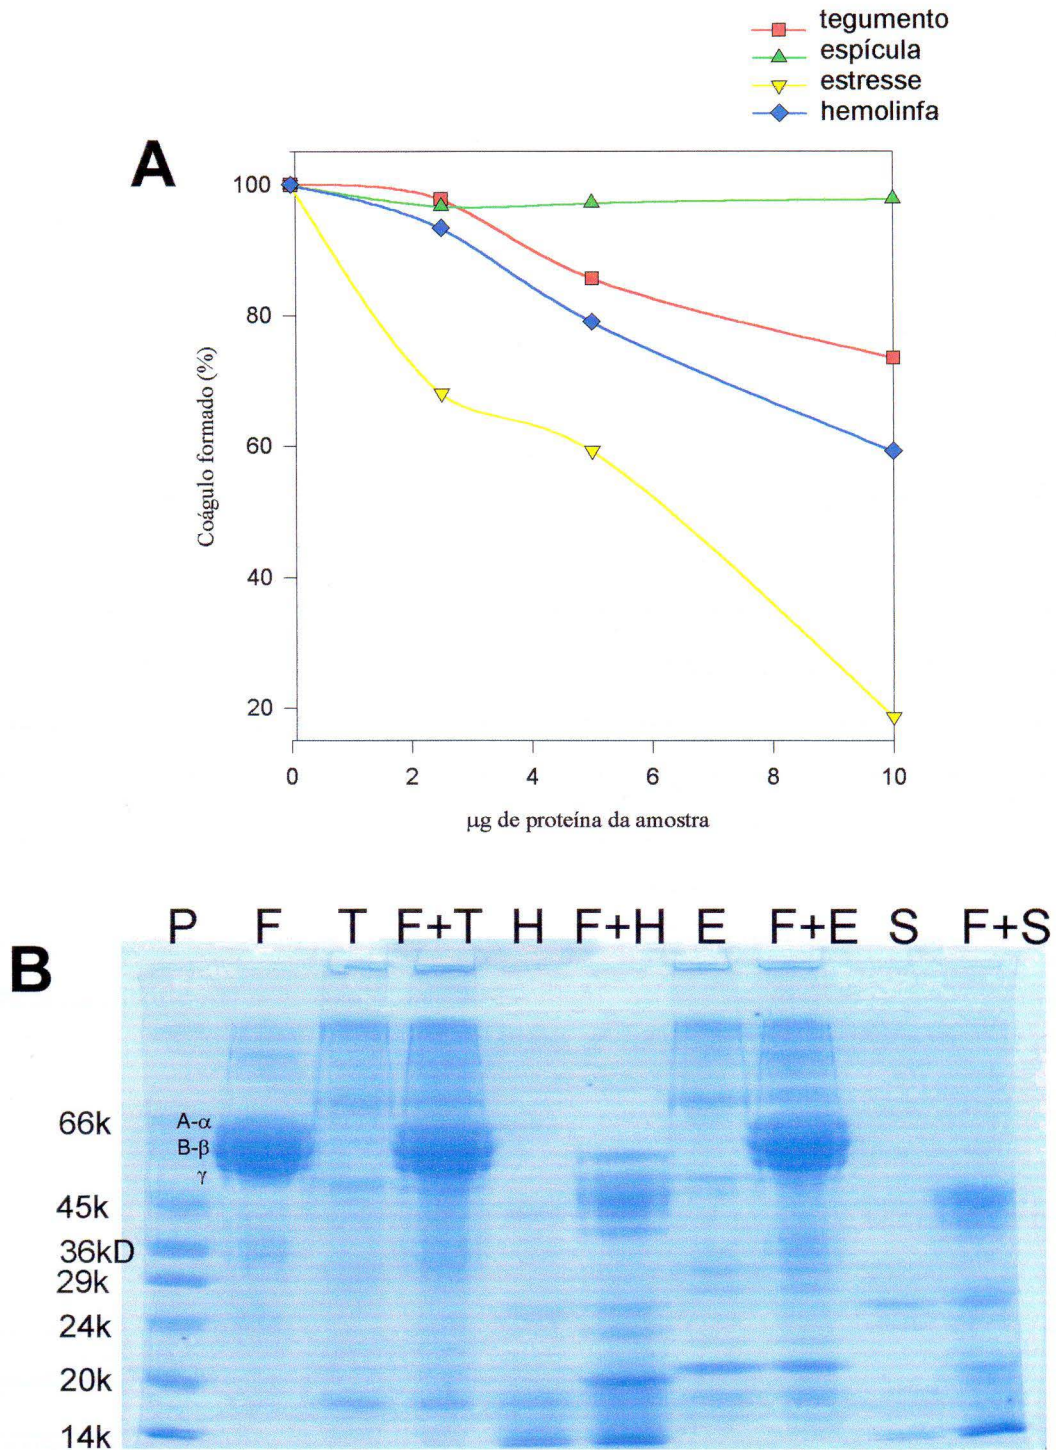 tegumento
espícula
estresse
hemolinfa
A
100
80
60
40
20
Coágulo formado (%)
0 2 4 6 8 10
µg de proteína da amostra
B
P F T F+T H F+H E F+E S F+S
66k
A-α
B-β
γ
45k
36kD
29k
24k
20k
14k